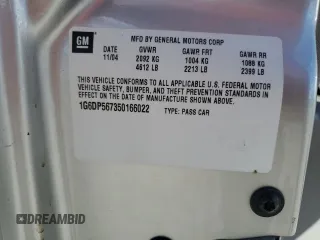 GM
MFD BY GENERAL MOTORS CORP
DATE GVWR GAWR FRT GAWR RR
11/04 2092 KG 1004 KG 1088 KG
4612 LB 2213 LB 2399 LB
THIS VEHICLE CONFORMS TO ALL APPLICABLE U.S. FEDERAL MOTOR
VEHICLE SAFETY, BUMPER, AND THEFT PREVENTION STANDARDS IN
EFFECT ON THE DATE OF MANUFACTURE SHOWN ABOVE.
1G6DP567350166022 TYPE: PASS CAR
DREAMBID